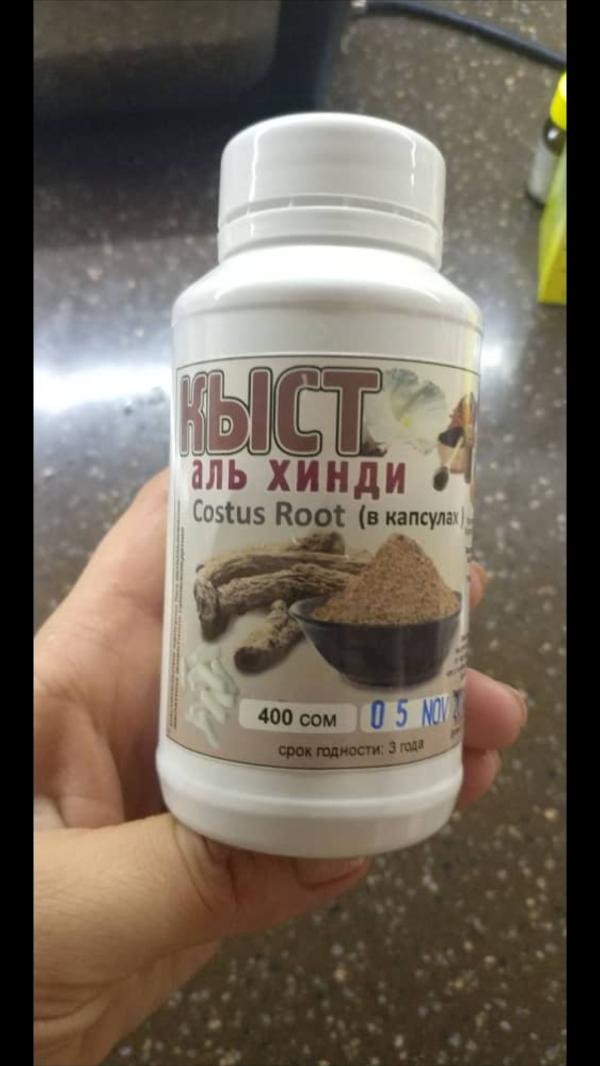 КЫСТ
аль хинди
Costus Root (в капсулах)
400 сом
05 NOV
срок годности: 3 года